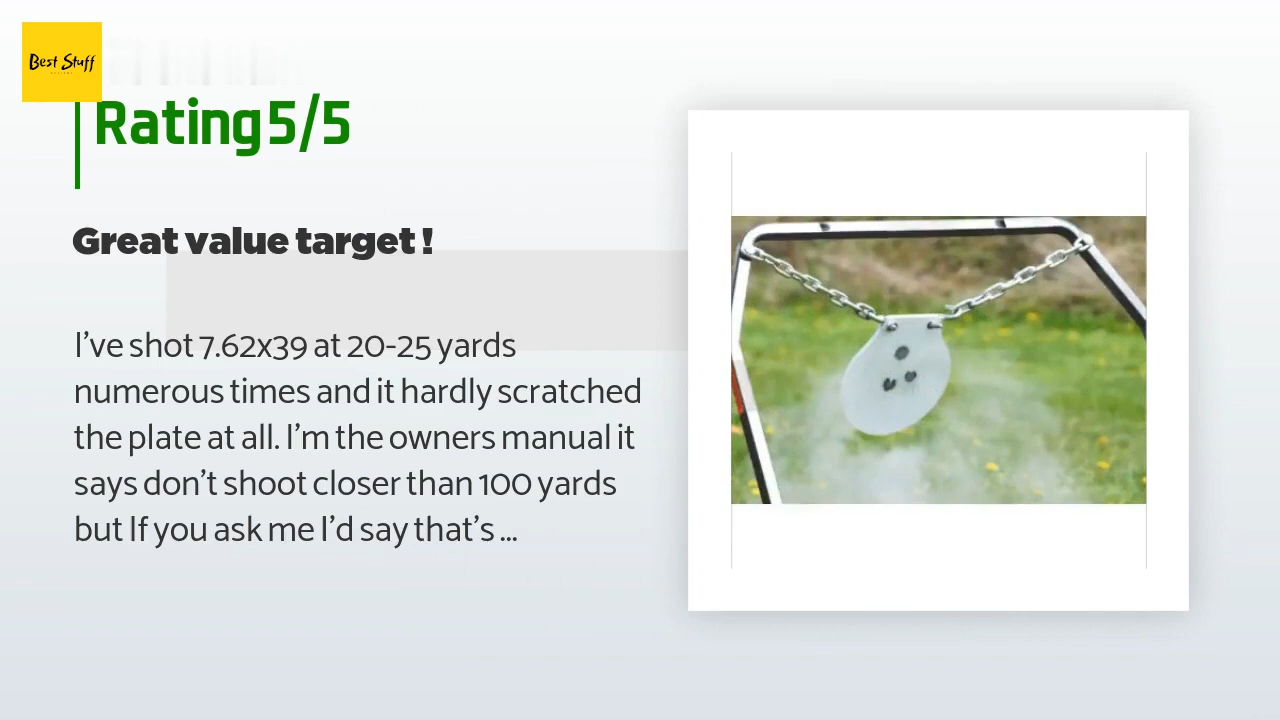 Best Stuff
Rating 5/5
Great value target !
I've shot 7.62x39 at 20-25 yards
numerous times and it hardly scratched
the plate at all. I'm the owners manual it
says don't shoot closer than 100 yards
but If you ask me I'd say that's ...